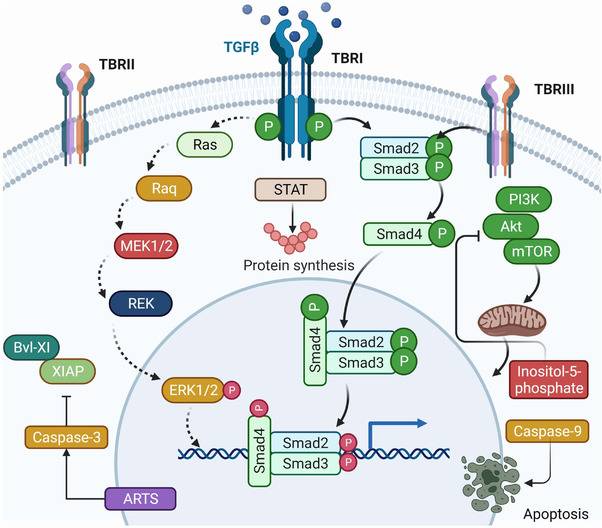 TBRII
TGFβ
TBRI
TBRIII
P
P
Ras
Smad2
P
Smad3
P
Raq
STAT
PI3K
Akt
mTOR
Smad4
P
MEK1/2
Protein synthesis
REK
P
Smad4
Smad2
P
Smad3
P
Bvl-XI
XIAP
Inositol-5-
phosphate
ERK1/2
P
P
Smad4
Smad2
P
Smad3
P
Caspase-3
Caspase-9
ARTS
Apoptosis